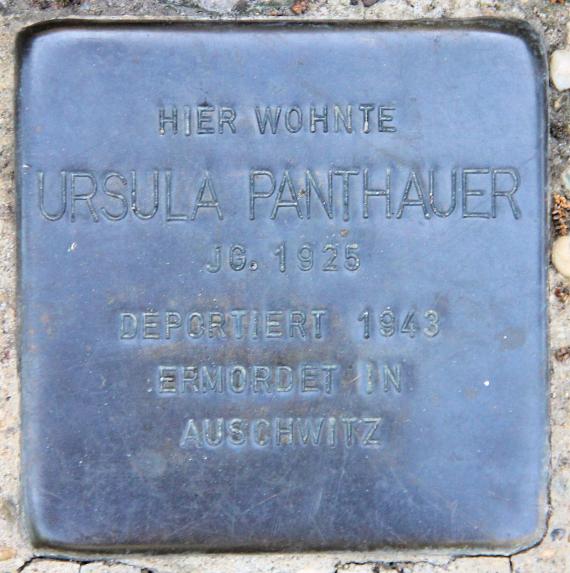 HIER WOHNTE
URSULA PANTHAUER
JG. 1925
DEPORTIERT 1943
ERMORDET IN
AUSCHWITZ